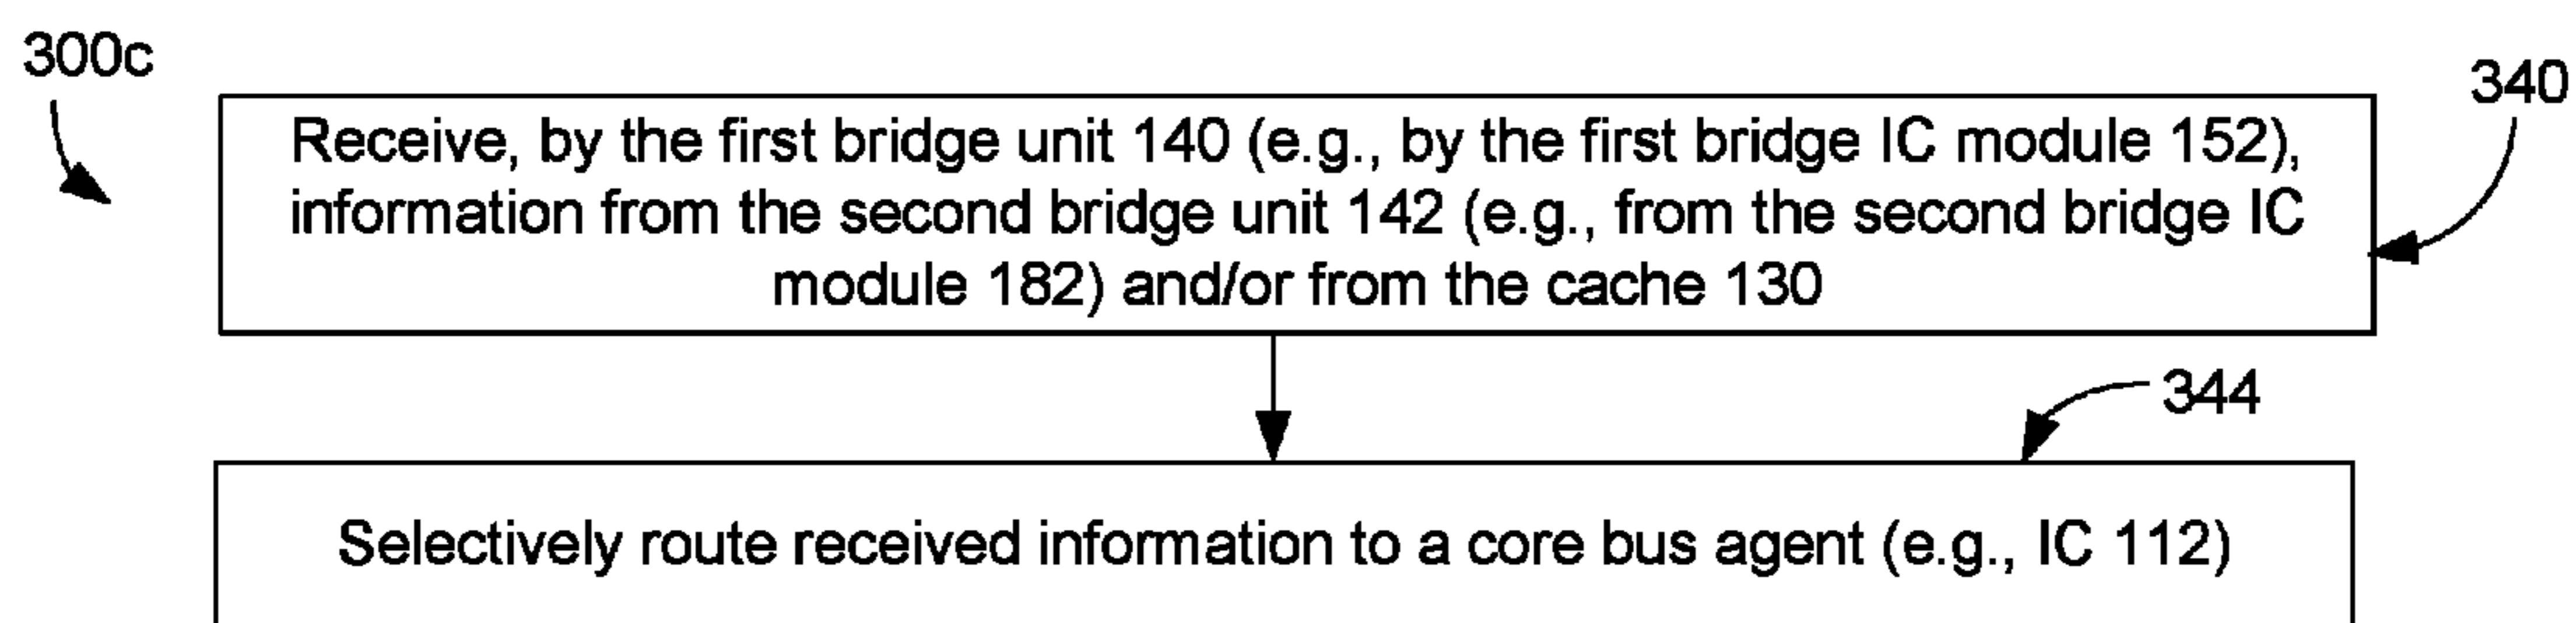 300c
340
Receive, by the first bridge unit 140 (e.g., by the first bridge IC module 152),
information from the second bridge unit 142 (e.g., from the second bridge IC
module 182) and/or from the cache 130
344
Selectively route received information to a core bus agent (e.g., IC 112)